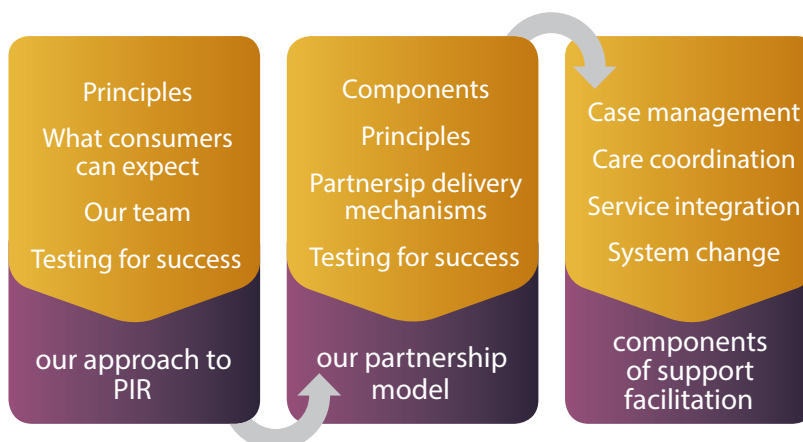 Principles
What consumers
can expect
Our team
Testing for success
our approach to
PIR
Components
Principles
Partnersip delivery
mechanisms
Testing for success
our partnership
model
Case management
Care coordination
Service integration
System change
components
of support
facilitation